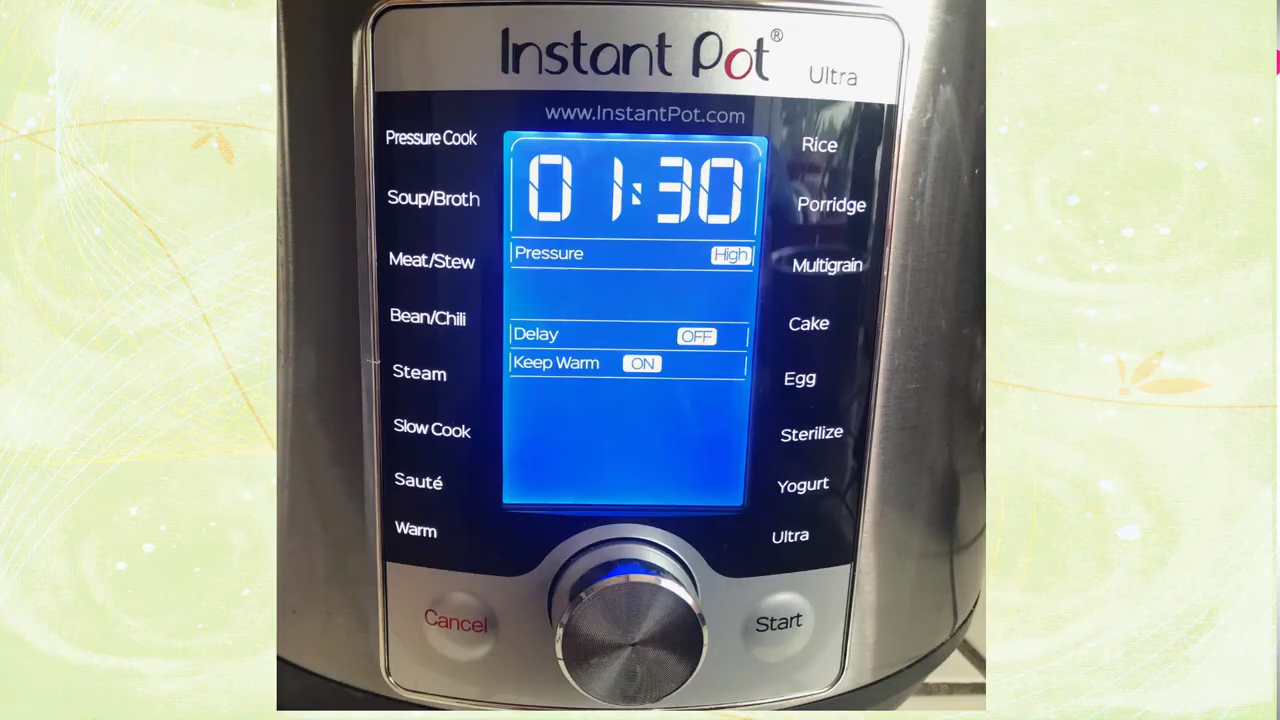 Instant Pot®
Ultra
www.InstantPot.com
Pressure Cook
Soup/Broth
Meat/Stew
Bean/Chili
Steam
Slow Cook
Sauté
Warm
01:30
Pressure High
Delay OFF
Keep Warm ON
Rice
Porridge
Multigrain
Cake
Egg
Sterilize
Yogurt
Ultra
Cancel
Start